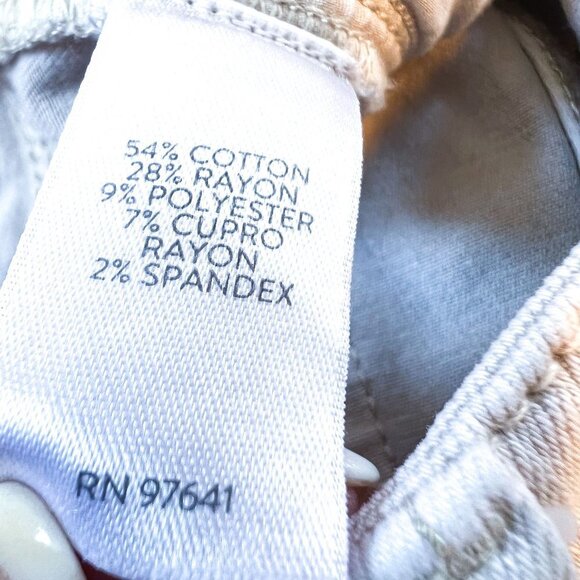 54% COTTON
28% RAYON
9% POLYESTER
7% CUPRO
RAYON
2% SPANDEX
RN 97641